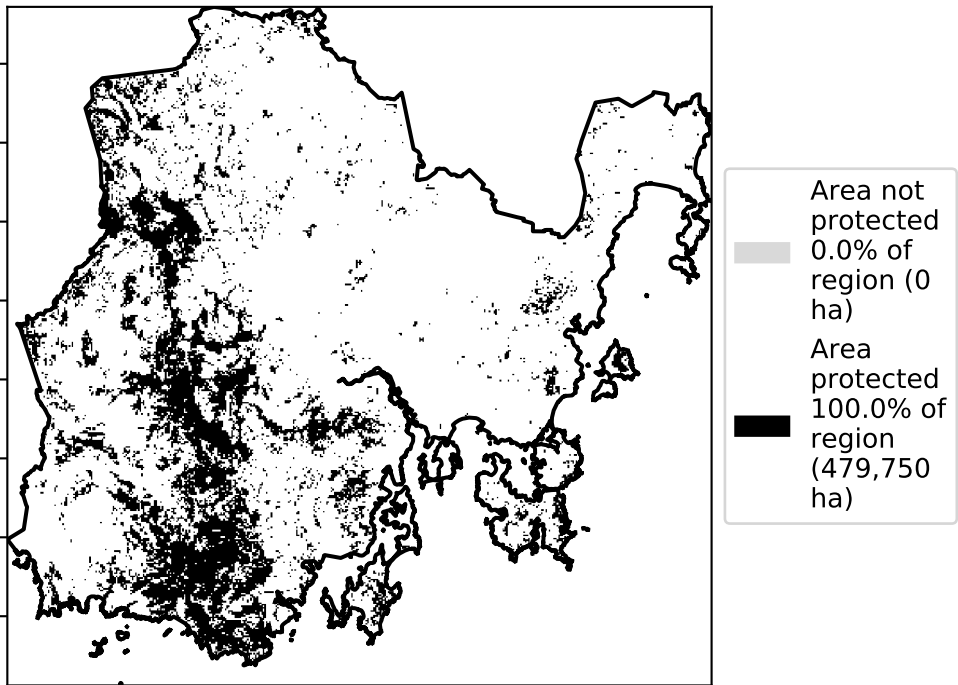 Area not
protected
0.0% of
region (0
ha)
Area
protected
100.0% of
region
(479,750
ha)